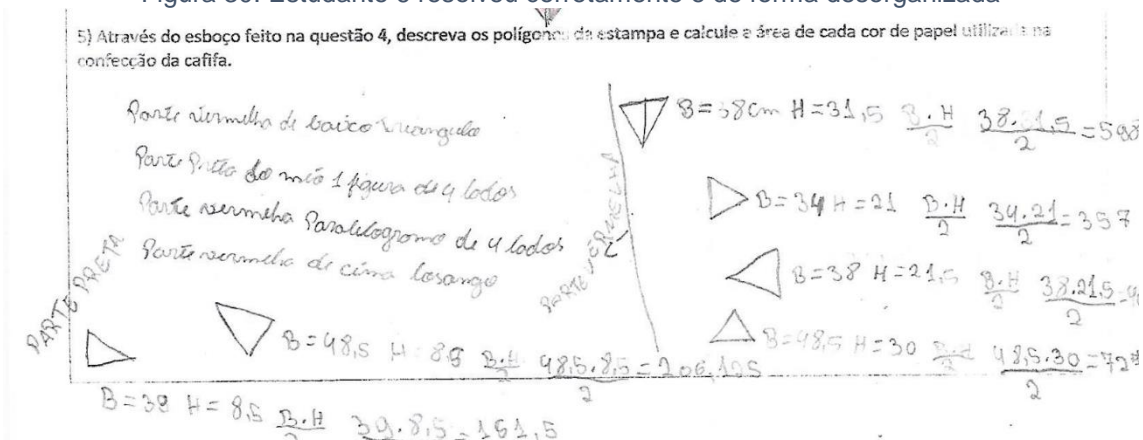 Figura 35: Estudante 8 resolveu corretamente e de forma desorganizada
5) Através do esboço feito na questão 4, descreva os polígonos da estampa e calcule a área de cada cor de papel utilizada na
confecção da cafifa.
Parte vermelha de baixo triangulo
Parte Preta do meio 1 figura de 4 lados
Parte vermelha Paralelogramo de 4 lados
Parte vermelha de cima losango
PARTE PRETA
B=48,5 H 8,5 B.H/2 48,5.8,5/2 = 206,125
B=39 H=8,5 B.H/2 39.8,5 = 161,5
PARTE VERMELHA
B=38cm H=31,5 B.H/2 38.31,5/2 = 598
B=34 H=21 B.H/2 34.21/2 = 357
B=38 H=21,5 B.H/2 38.21,5/2
B=48,5 H=30 B.H/2 48,5.30/2 = 727